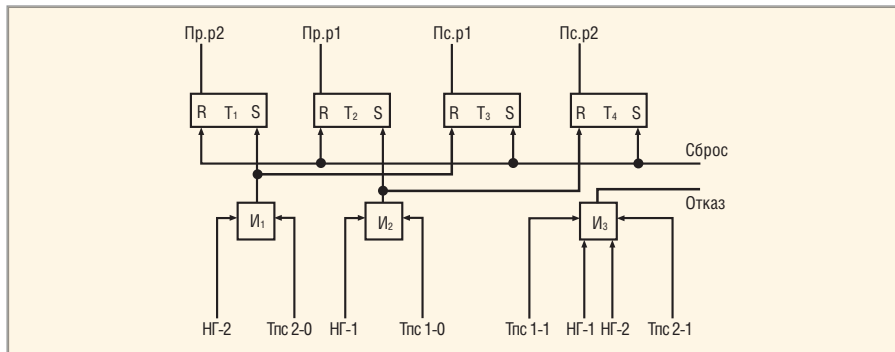 Пр.р2 Пр.р1 Пс.р1 Пс.р2
R T₁ S R T₂ S R T₃ S R T₄ S
Сброс
Отказ
И₁ И₂ И₃
НГ-2 Тпс 2-0 НГ-1 Тпс 1-0 Тпс 1-1 НГ-1 НГ-2 Тпс 2-1